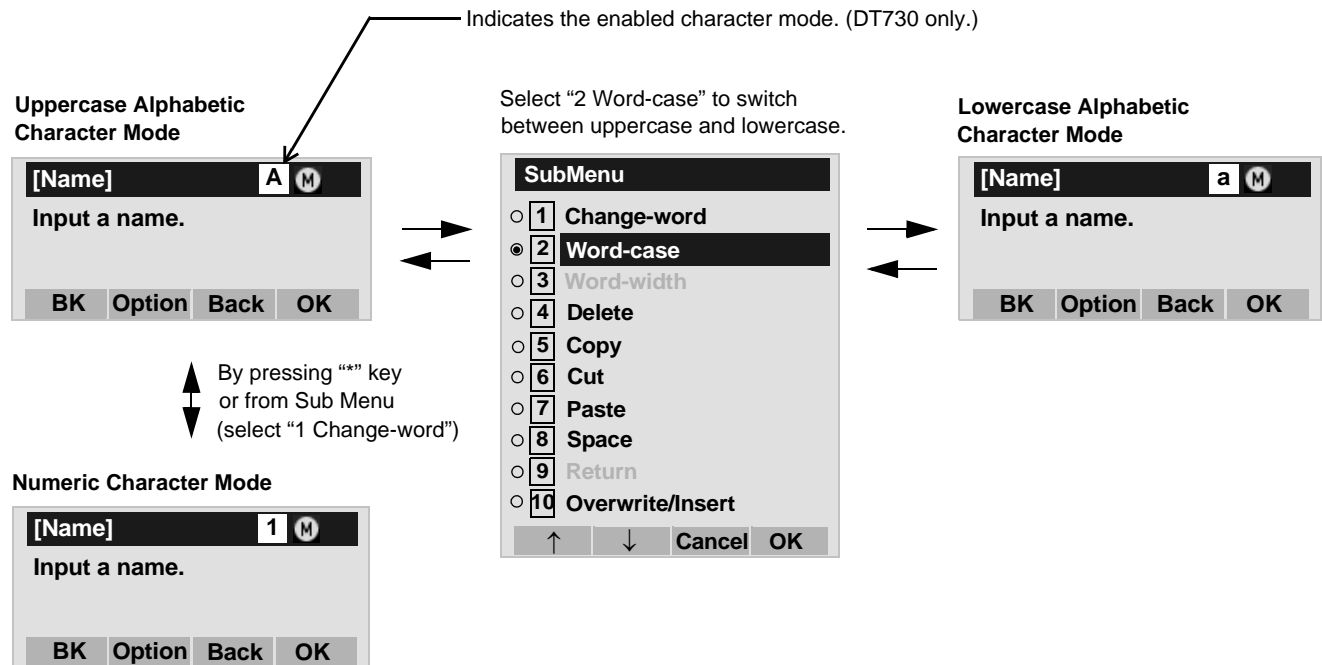 Indicates the enabled character mode. (DT730 only.)
Uppercase Alphabetic
Character Mode
[Name] A M
Input a name.
BK Option Back OK
By pressing “*” key
or from Sub Menu
(select “1 Change-word”)
Numeric Character Mode
[Name] 1 M
Input a name.
BK Option Back OK
Select “2 Word-case” to switch
between uppercase and lowercase.
SubMenu
1 Change-word
2 Word-case
3 Word-width
4 Delete
5 Copy
6 Cut
7 Paste
8 Space
9 Return
10 Overwrite/Insert
↑ ↓ Cancel OK
Lowercase Alphabetic
Character Mode
[Name] a M
Input a name.
BK Option Back OK